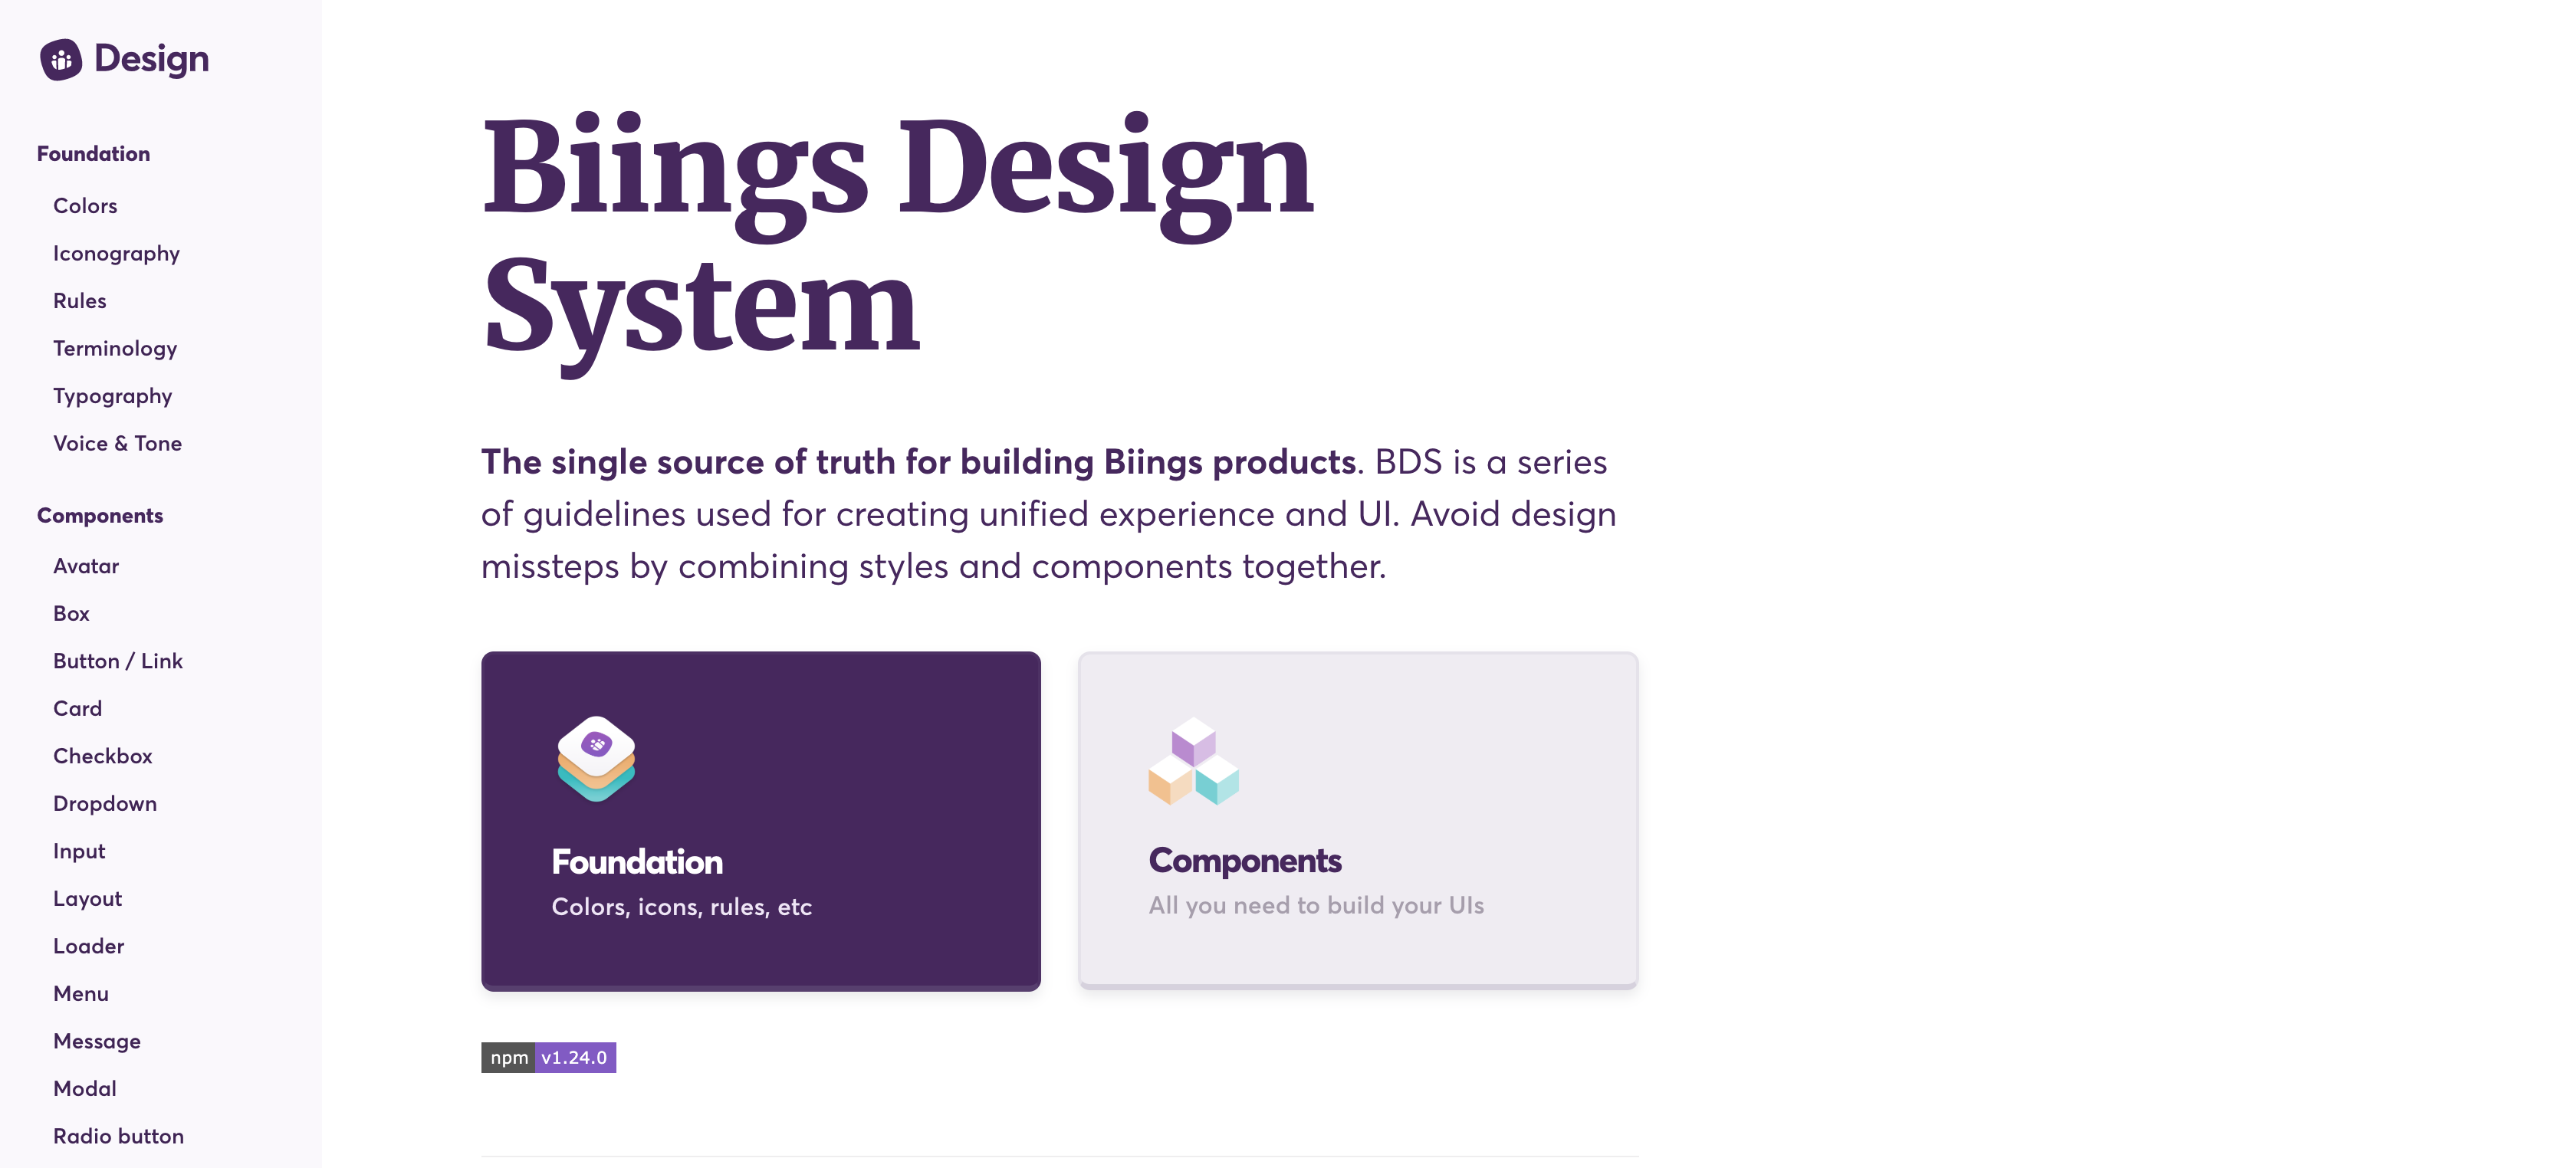 Design
Foundation
Colors
Iconography
Rules
Terminology
Typography
Voice & Tone
Components
Avatar
Box
Button / Link
Card
Checkbox
Dropdown
Input
Layout
Loader
Menu
Message
Modal
Radio button
Biings Design
System
The single source of truth for building Biings products. BDS is a series
of guidelines used for creating unified experience and UI. Avoid design
missteps by combining styles and components together.
Foundation
Colors, icons, rules, etc
Components
All you need to build your UIs
npm v1.24.0